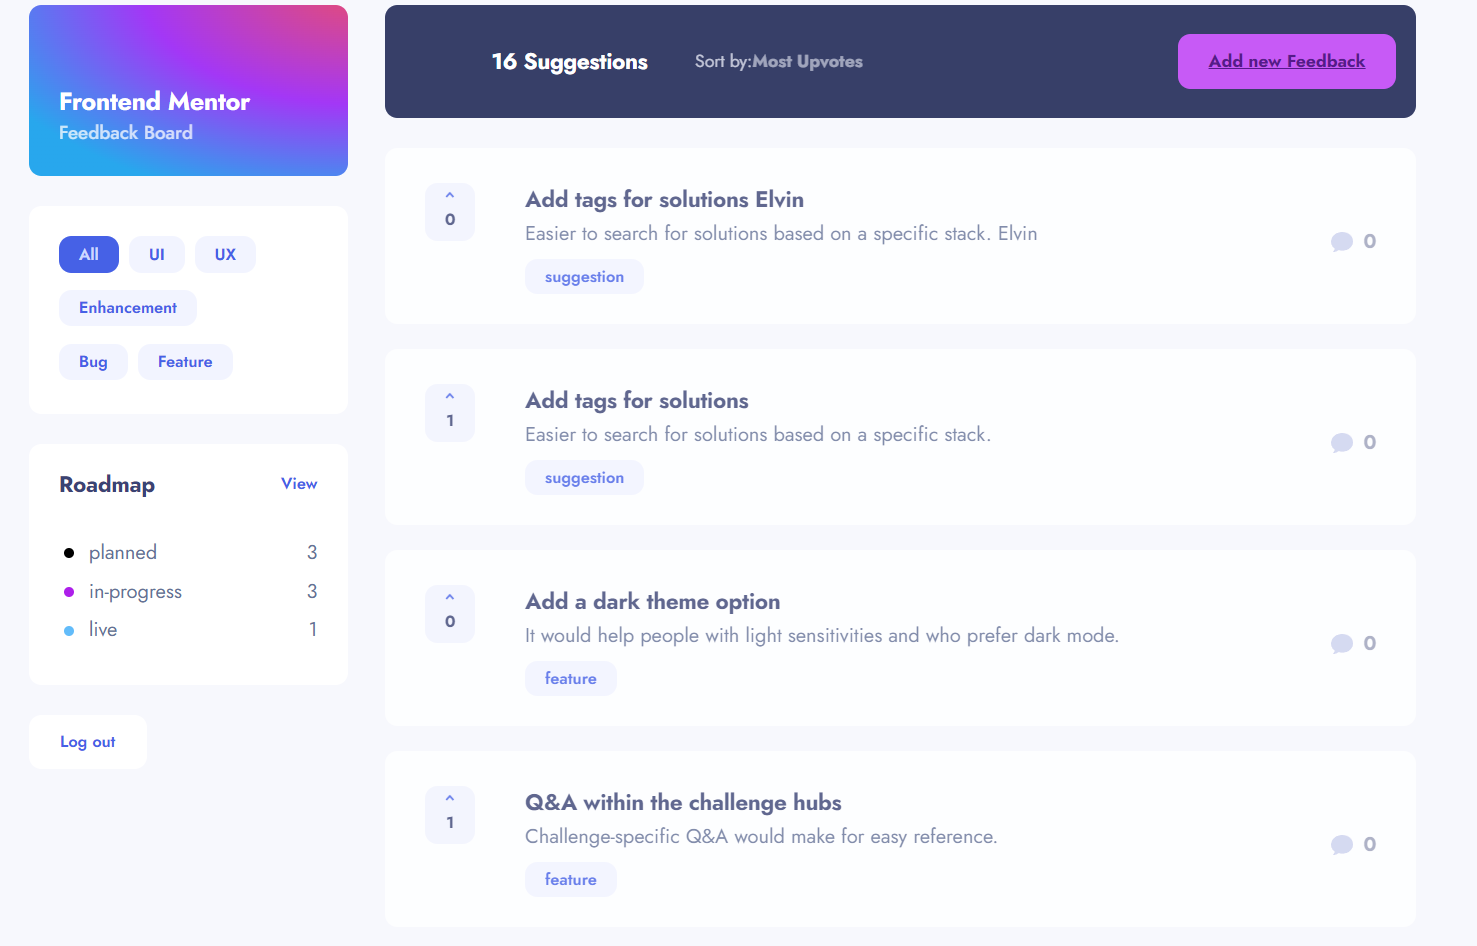 Frontend Mentor
Feedback Board
All UI UX
Enhancement
Bug Feature
Roadmap View
planned 3
in-progress 3
live 1
Log out
16 Suggestions Sort by:Most Upvotes Add new Feedback
0
Add tags for solutions Elvin
Easier to search for solutions based on a specific stack. Elvin
suggestion
0
1
Add tags for solutions
Easier to search for solutions based on a specific stack.
suggestion
0
0
Add a dark theme option
It would help people with light sensitivities and who prefer dark mode.
feature
0
1
Q&A within the challenge hubs
Challenge-specific Q&A would make for easy reference.
feature
0